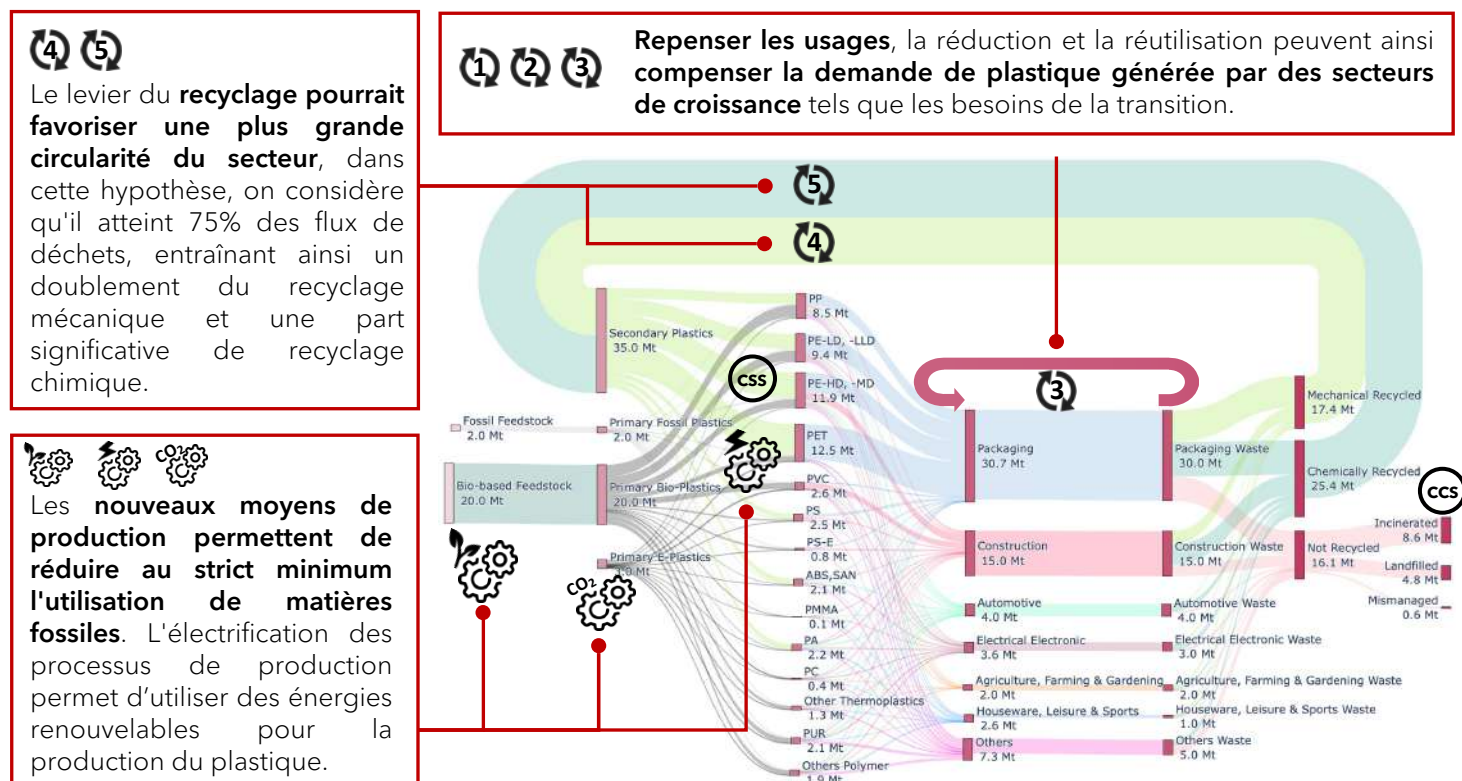 4 5
Le levier du recyclage pourrait
favoriser une plus grande
circularité du secteur, dans
cette hypothèse, on considère
qu'il atteint 75% des flux de
déchets, entraînant ainsi un
doublement du recyclage
mécanique et une part
significative de recyclage
chimique.
1 2 3
Repenser les usages, la réduction et la réutilisation peuvent ainsi
compenser la demande de plastique générée par des secteurs
de croissance tels que les besoins de la transition.
CO2
Les nouveaux moyens de
production permettent de
réduire au strict minimum
l'utilisation de matières
fossiles. L'électrification des
processus de production
permet d'utiliser des énergies
renouvelables pour la
production du plastique.
5
4
3
Fossil Feedstock
2.0 Mt
Bio-based Feedstock
20.0 Mt
Secondary Plastics
35.0 Mt
Primary Fossil Plastics
2.0 Mt
Primary Bio-Plastics
20.0 Mt
Primary E-Plastics
CO2
CSS
PP
8.5 Mt
PE-LD, -LLD
9.4 Mt
PE-HD, -MD
11.9 Mt
PET
12.5 Mt
PVC
2.6 Mt
PS
2.5 Mt
PS-E
0.8 Mt
ABS,SAN
2.1 Mt
PMMA
0.1 Mt
PA
2.2 Mt
PC
0.4 Mt
Other Thermoplastics
1.3 Mt
PUR
2.1 Mt
Others Polymer
1.9 Mt
Packaging
30.7 Mt
Construction
15.0 Mt
Automotive
4.0 Mt
Electrical Electronic
3.6 Mt
Agriculture, Farming & Gardening
2.0 Mt
Houseware, Leisure & Sports
2.6 Mt
Others
7.3 Mt
Packaging Waste
30.0 Mt
Construction Waste
15.0 Mt
Automotive Waste
4.0 Mt
Electrical Electronic Waste
3.0 Mt
Agriculture, Farming & Gardening Waste
2.0 Mt
Houseware, Leisure & Sports Waste
1.0 Mt
Others Waste
5.0 Mt
Mechanical Recycled
17.4 Mt
Chemically Recycled
25.4 Mt
Not Recycled
16.1 Mt
CCS
Incinerated
8.6 Mt
Landfilled
4.8 Mt
Mismanaged
0.6 Mt